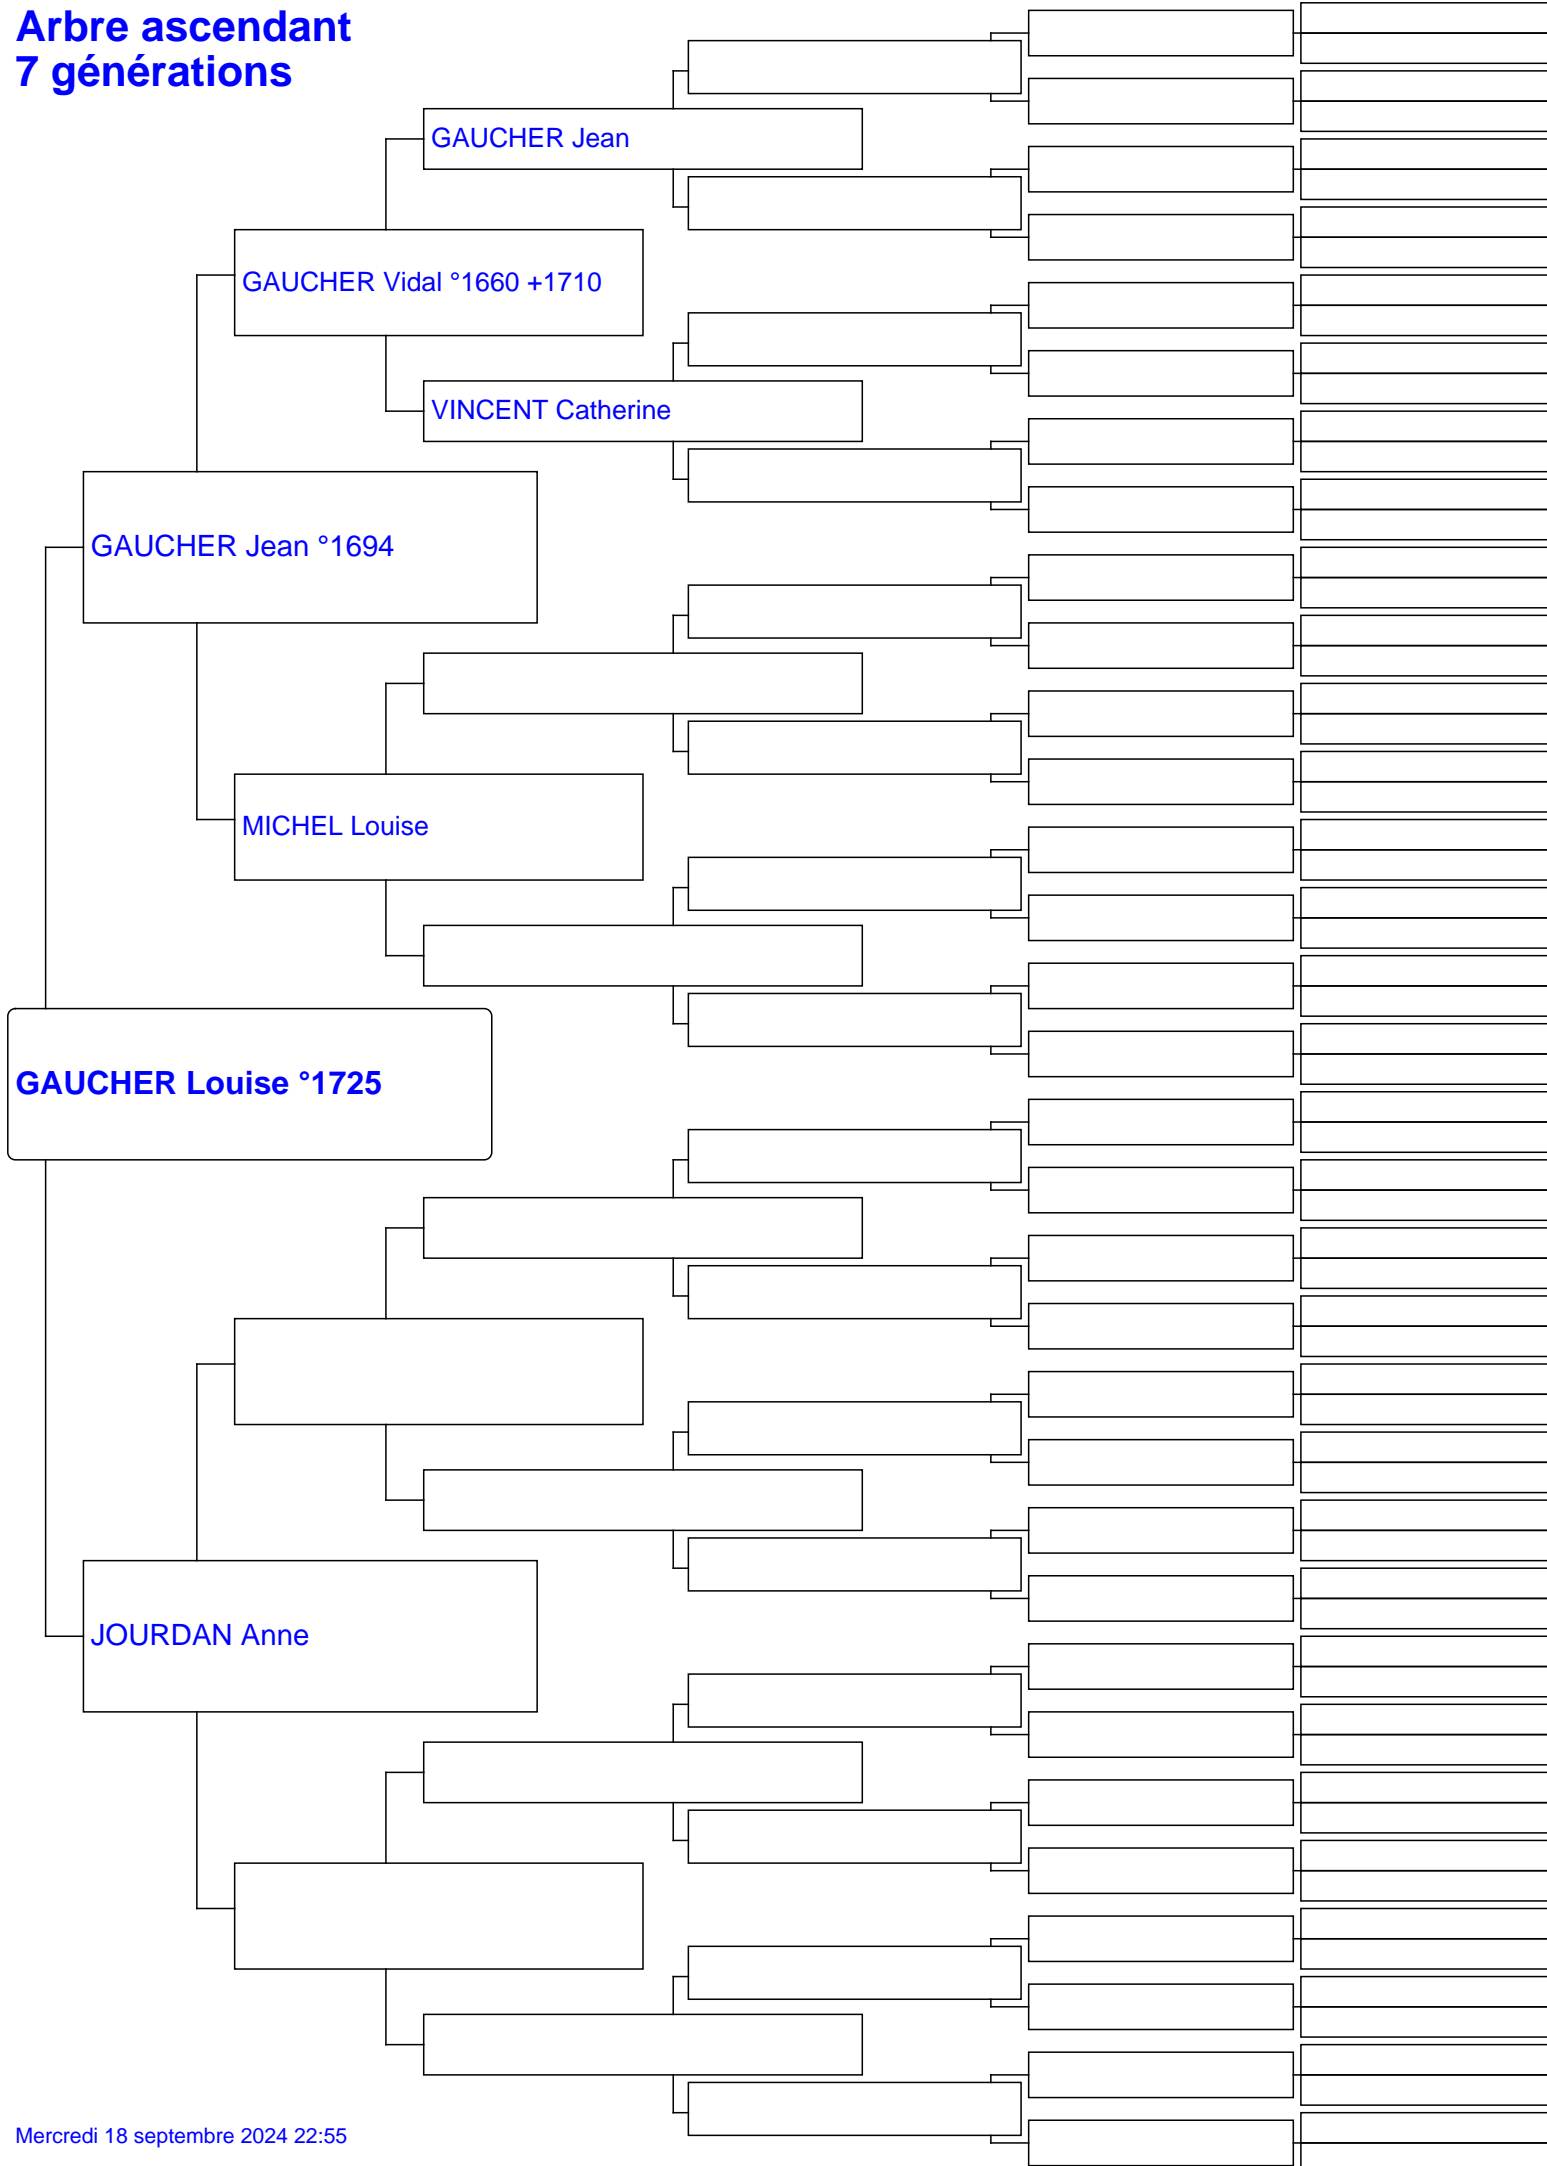 Arbre ascendant
7 générations
GAUCHER Jean
GAUCHER Vidal °1660 +1710
VINCENT Catherine
GAUCHER Jean °1694
MICHEL Louise
GAUCHER Louise °1725
JOURDAN Anne
Mercredi 18 septembre 2024 22:55